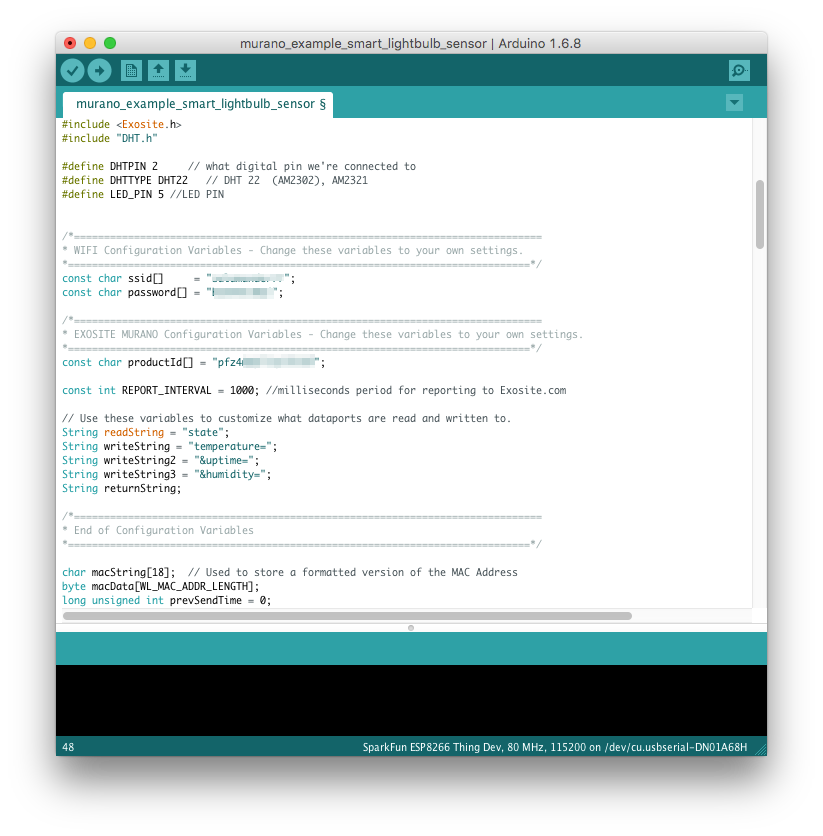 murano_example_smart_lightbulb_sensor | Arduino 1.6.8
murano_example_smart_lightbulb_sensor §
#include <Exosite.h>
#include "DHT.h"
#define DHTPIN 2 // what digital pin we're connected to
#define DHTTYPE DHT22 // DHT 22 (AM2302), AM2321
#define LED_PIN 5 //LED PIN
/*==============================================================================
* WIFI Configuration Variables - Change these variables to your own settings.
*=============================================================================*/
const char ssid[] = "";
const char password[] = "";
/*==============================================================================
* EXOSITE MURANO Configuration Variables - Change these variables to your own settings.
*=============================================================================*/
const char productId[] = "pfz4";
const int REPORT_INTERVAL = 1000; //milliseconds period for reporting to Exosite.com
// Use these variables to customize what dataports are read and written to.
String readString = "state";
String writeString = "temperature=";
String writeString2 = "&uptime=";
String writeString3 = "&humidity=";
String returnString;
/*==============================================================================
* End of Configuration Variables
*=============================================================================*/
char macString[18]; // Used to store a formatted version of the MAC Address
byte macData[WL_MAC_ADDR_LENGTH];
long unsigned int prevSendTime = 0;
48 SparkFun ESP8266 Thing Dev, 80 MHz, 115200 on /dev/cu.usbserial-DN01A68H